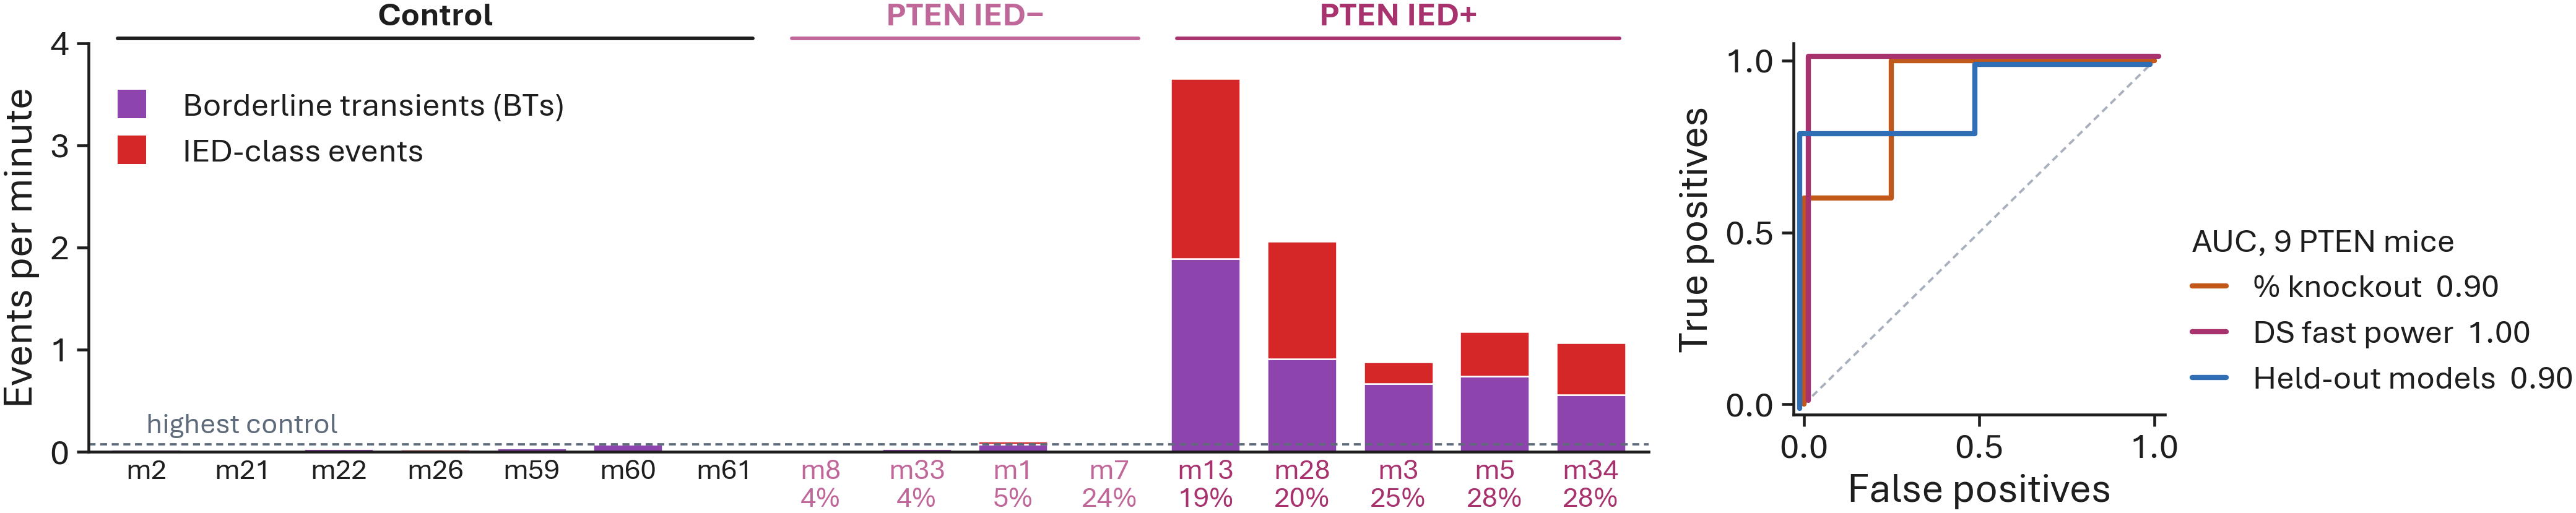 Control
PTEN IED−
PTEN IED+
Events per minute
4
3
2
1
0
Borderline transients (BTs)
IED-class events
highest control
m2 m21 m22 m26 m59 m60 m61 m8 m33 m1 m7 m13 m28 m3 m5 m34
4% 4% 5% 24% 19% 20% 25% 28% 28%
True positives
1.0
0.5
0.0
0.0 0.5 1.0
False positives
AUC, 9 PTEN mice
% knockout 0.90
DS fast power 1.00
Held-out models 0.90